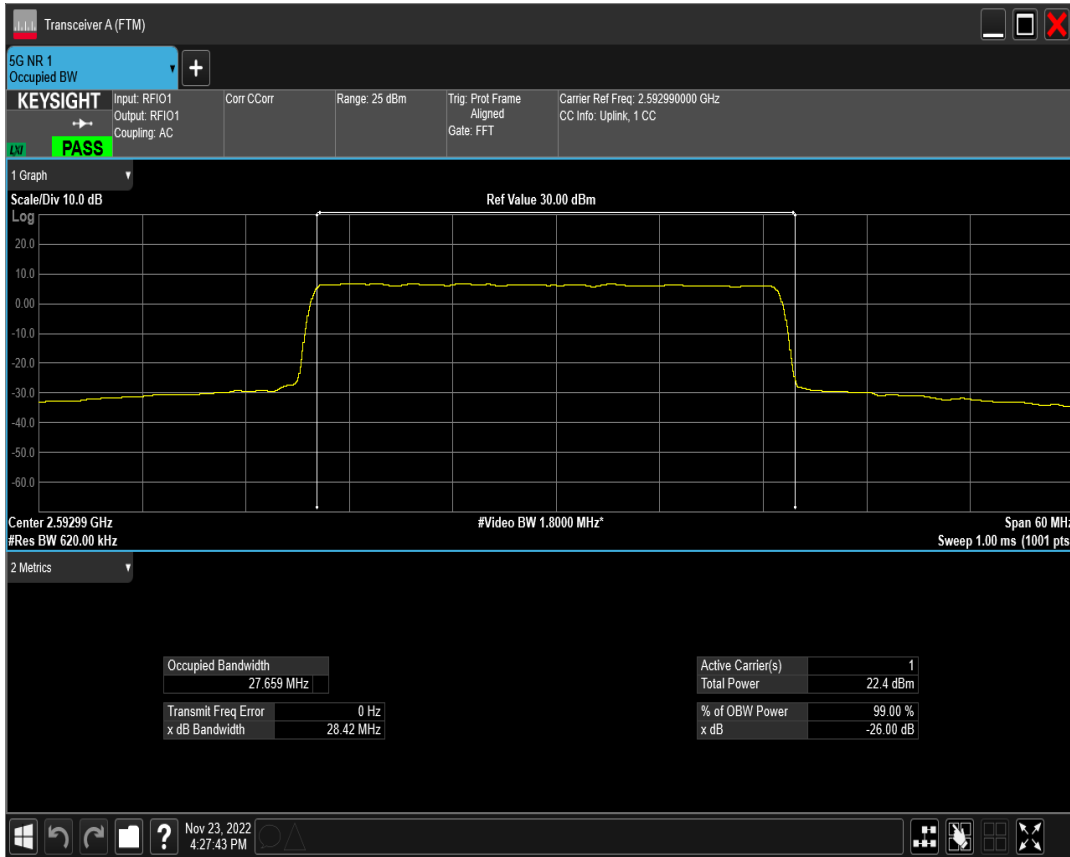 Transceiver A (FTM)
5G NR 1
Occupied BW
+
KEYSIGHT
LXI
PASS
Input: RFIO1
Output: RFIO1
Coupling: AC
Corr CCorr
Range: 25 dBm
Trig: Prot Frame
Aligned
Gate: FFT
Carrier Ref Freq: 2.592990000 GHz
CC Info: Uplink, 1 CC
1 Graph
Scale/Div 10.0 dB
Ref Value 30.00 dBm
Log
20.0
10.0
0.00
-10.0
-20.0
-30.0
-40.0
-50.0
-60.0
Center 2.59299 GHz
#Video BW 1.8000 MHz*
Span 60 MHz
#Res BW 620.00 kHz
Sweep 1.00 ms (1001 pts
2 Metrics
Occupied Bandwidth
27.659 MHz
Transmit Freq Error 0 Hz
x dB Bandwidth 28.42 MHz
Active Carrier(s) 1
Total Power 22.4 dBm
% of OBW Power 99.00 %
x dB -26.00 dB
?
Nov 23, 2022
4:27:43 PM